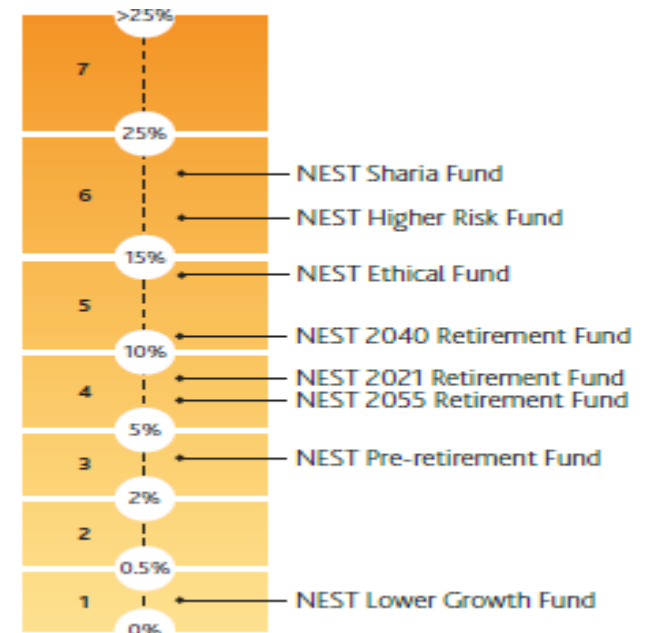 >25%
7
25%
NEST Sharia Fund
6
NEST Higher Risk Fund
15%
NEST Ethical Fund
5
NEST 2040 Retirement Fund
10%
NEST 2021 Retirement Fund
4
NEST 2055 Retirement Fund
5%
3
NEST Pre-retirement Fund
2%
2
0.5%
1
NEST Lower Growth Fund
0%